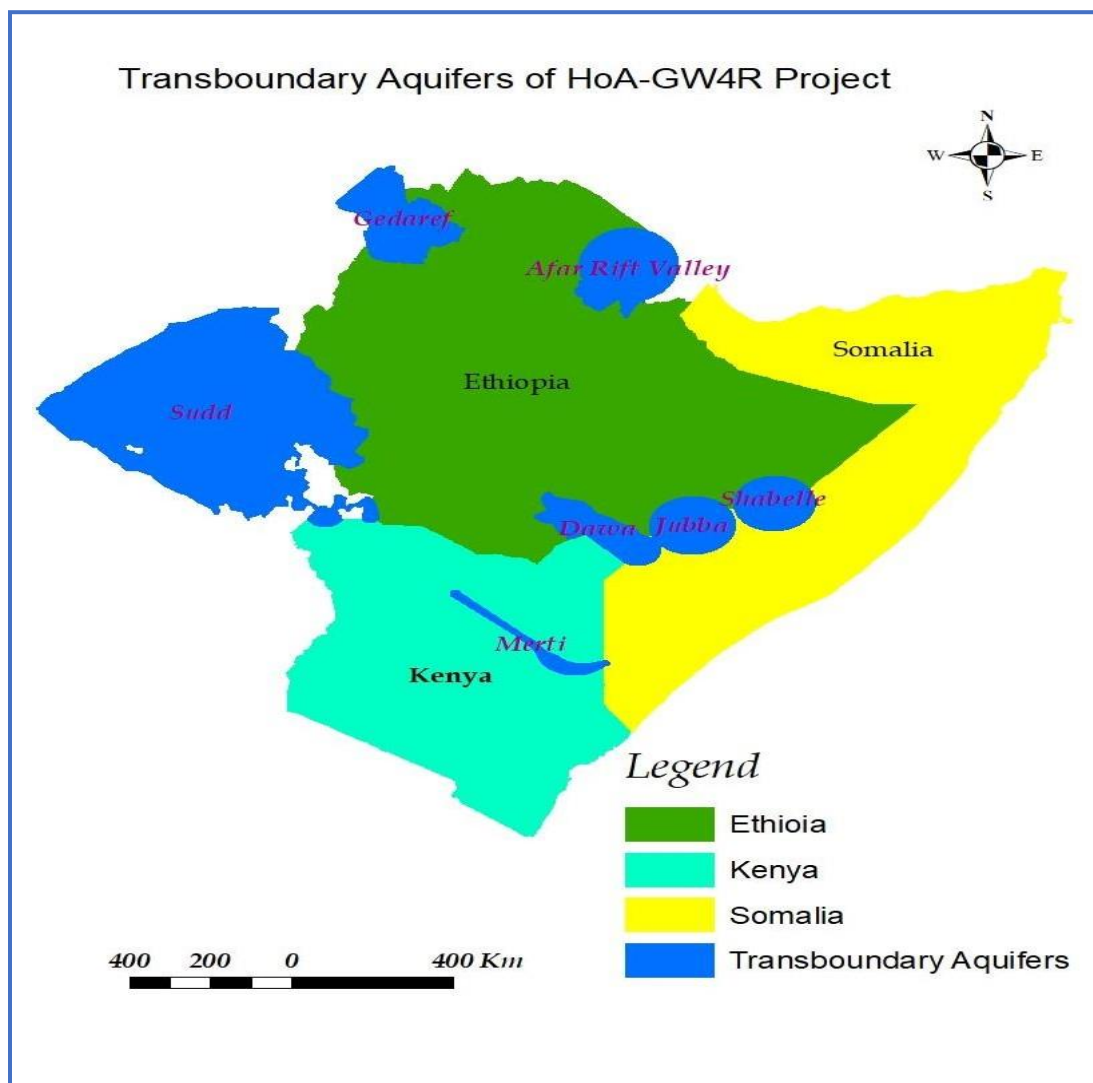 Transboundary Aquifers of HoA-GW4R Project
N
W E
S
Gedaref
Afar Rift Valley
Somalia
Ethiopia
Sudd
Shabelle
Dawa Jubba
Merti
Kenya
Legend
Ethioia
Kenya
Somalia
Transboundary Aquifers
400 200 0 400 Km